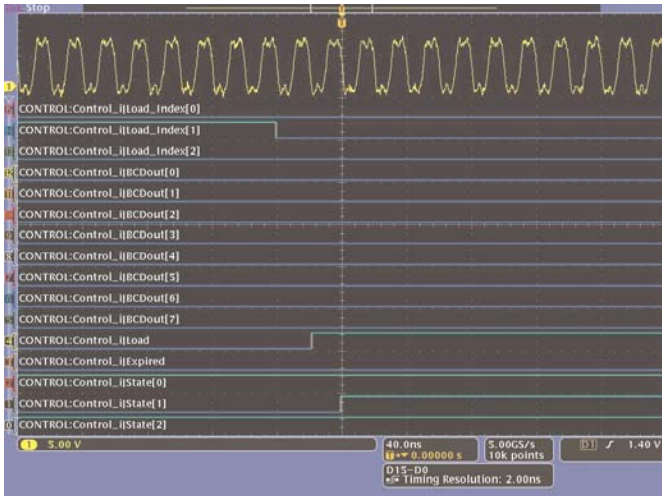 Stop
CONTROL:Control_i|Load_Index[0]
CONTROL:Control_i|Load_Index[1]
CONTROL:Control_i|Load_Index[2]
CONTROL:Control_i|BCDout[0]
CONTROL:Control_i|BCDout[1]
CONTROL:Control_i|BCDout[2]
CONTROL:Control_i|BCDout[3]
CONTROL:Control_i|BCDout[4]
CONTROL:Control_i|BCDout[5]
CONTROL:Control_i|BCDout[6]
CONTROL:Control_i|BCDout[7]
CONTROL:Control_i|Load
CONTROL:Control_i|Expired
CONTROL:Control_i|State[0]
CONTROL:Control_i|State[1]
CONTROL:Control_i|State[2]
1 5.00 V
40.0ns 5.00GS/s D1 1.40 V
0.00000 s 10k points
D15-D0
Timing Resolution: 2.00ns